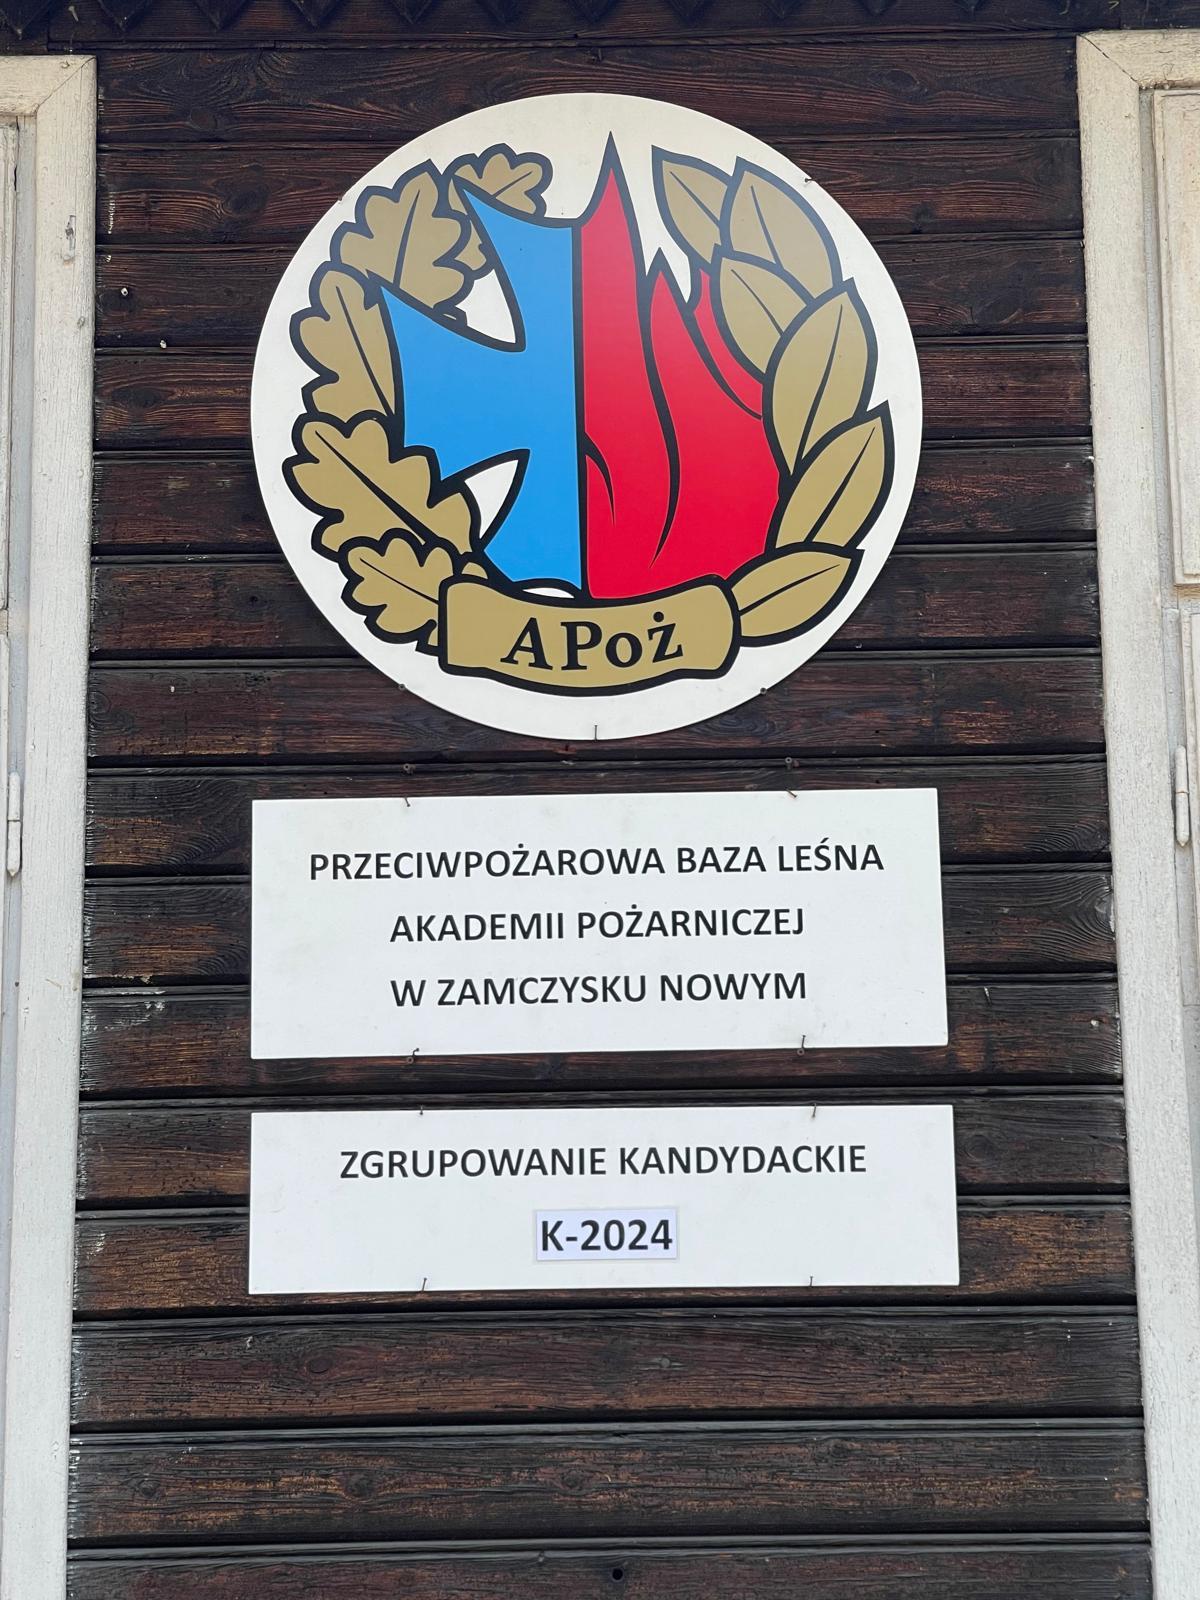 APoż
PRZECIWPOŻAROWA BAZA LEŚNA
AKADEMII POŻARNICZEJ
W ZAMCZYSKU NOWYM
ZGRUPOWANIE KANDYDACKIE
K-2024